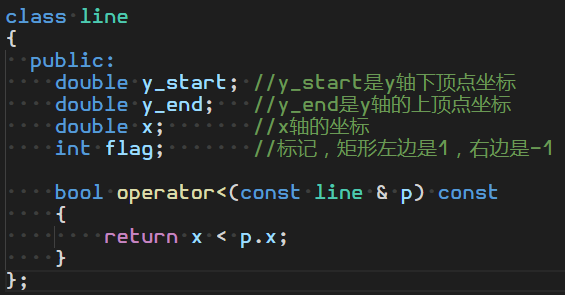 class line
{
  public:
    double y_start; //y_start是y轴下顶点坐标
    double y_end;   //y_end是y轴的上顶点坐标
    double x;       //x轴的坐标
    int flag;       //标记，矩形左边是1，右边是-1

    bool operator<(const line & p) const
    {
        return x < p.x;
    }
};